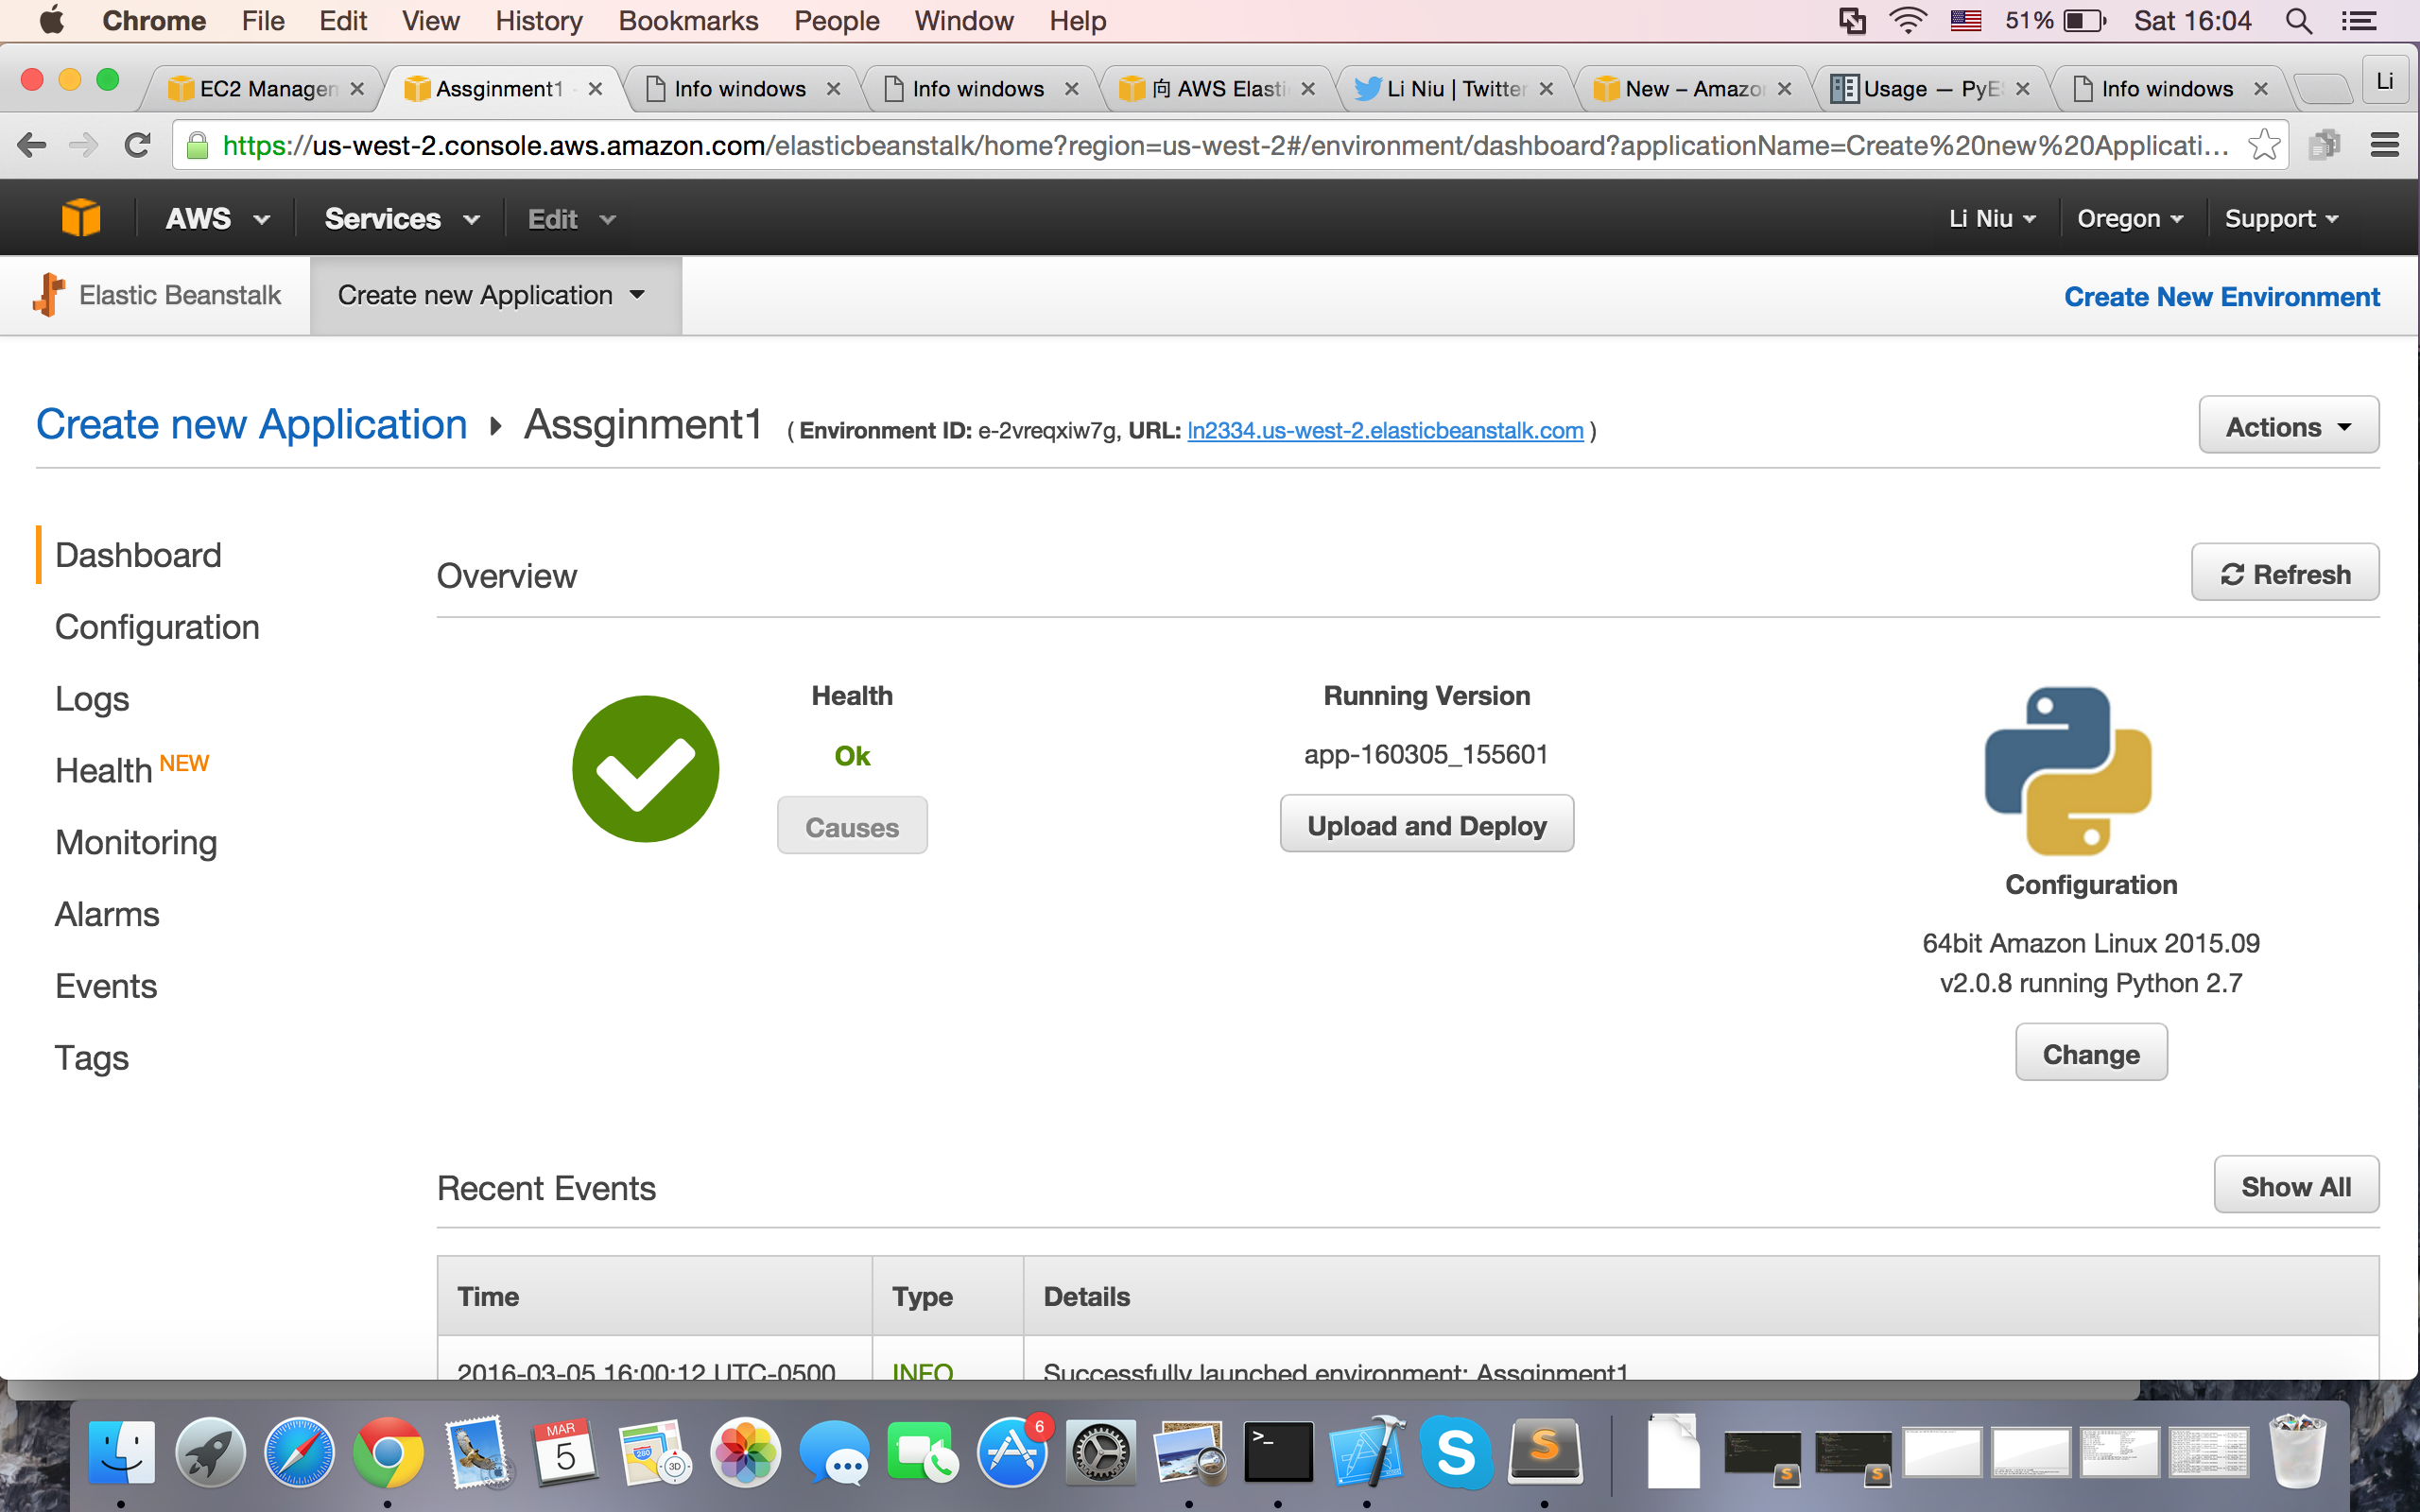 Chrome File Edit View History Bookmarks People Window Help 51% Sat 16:04
EC2 Managem Assginment1 Info windows Info windows 向 AWS Elasti Li Niu | Twitter New – Amazo Usage — PyE Info windows Li
https://us-west-2.console.aws.amazon.com/elasticbeanstalk/home?region=us-west-2#/environment/dashboard?applicationName=Create%20new%20Applicati...
AWS Services Edit Li Niu Oregon Support
Elastic Beanstalk Create new Application Create New Environment
Create new Application Assginment1 ( Environment ID: e-2vreqxiw7g, URL: ln2334.us-west-2.elasticbeanstalk.com ) Actions
Dashboard
Configuration
Logs
Health NEW
Monitoring
Alarms
Events
Tags
Overview Refresh
Health
Ok
Causes
Running Version
app-160305_155601
Upload and Deploy
Configuration
64bit Amazon Linux 2015.09
v2.0.8 running Python 2.7
Change
Recent Events Show All
Time Type Details
2016-03-05 16:00:12 UTC-0500 INFO Successfully launched environment: Assginment1
6
MAR
5
280
3D
>_
S
S